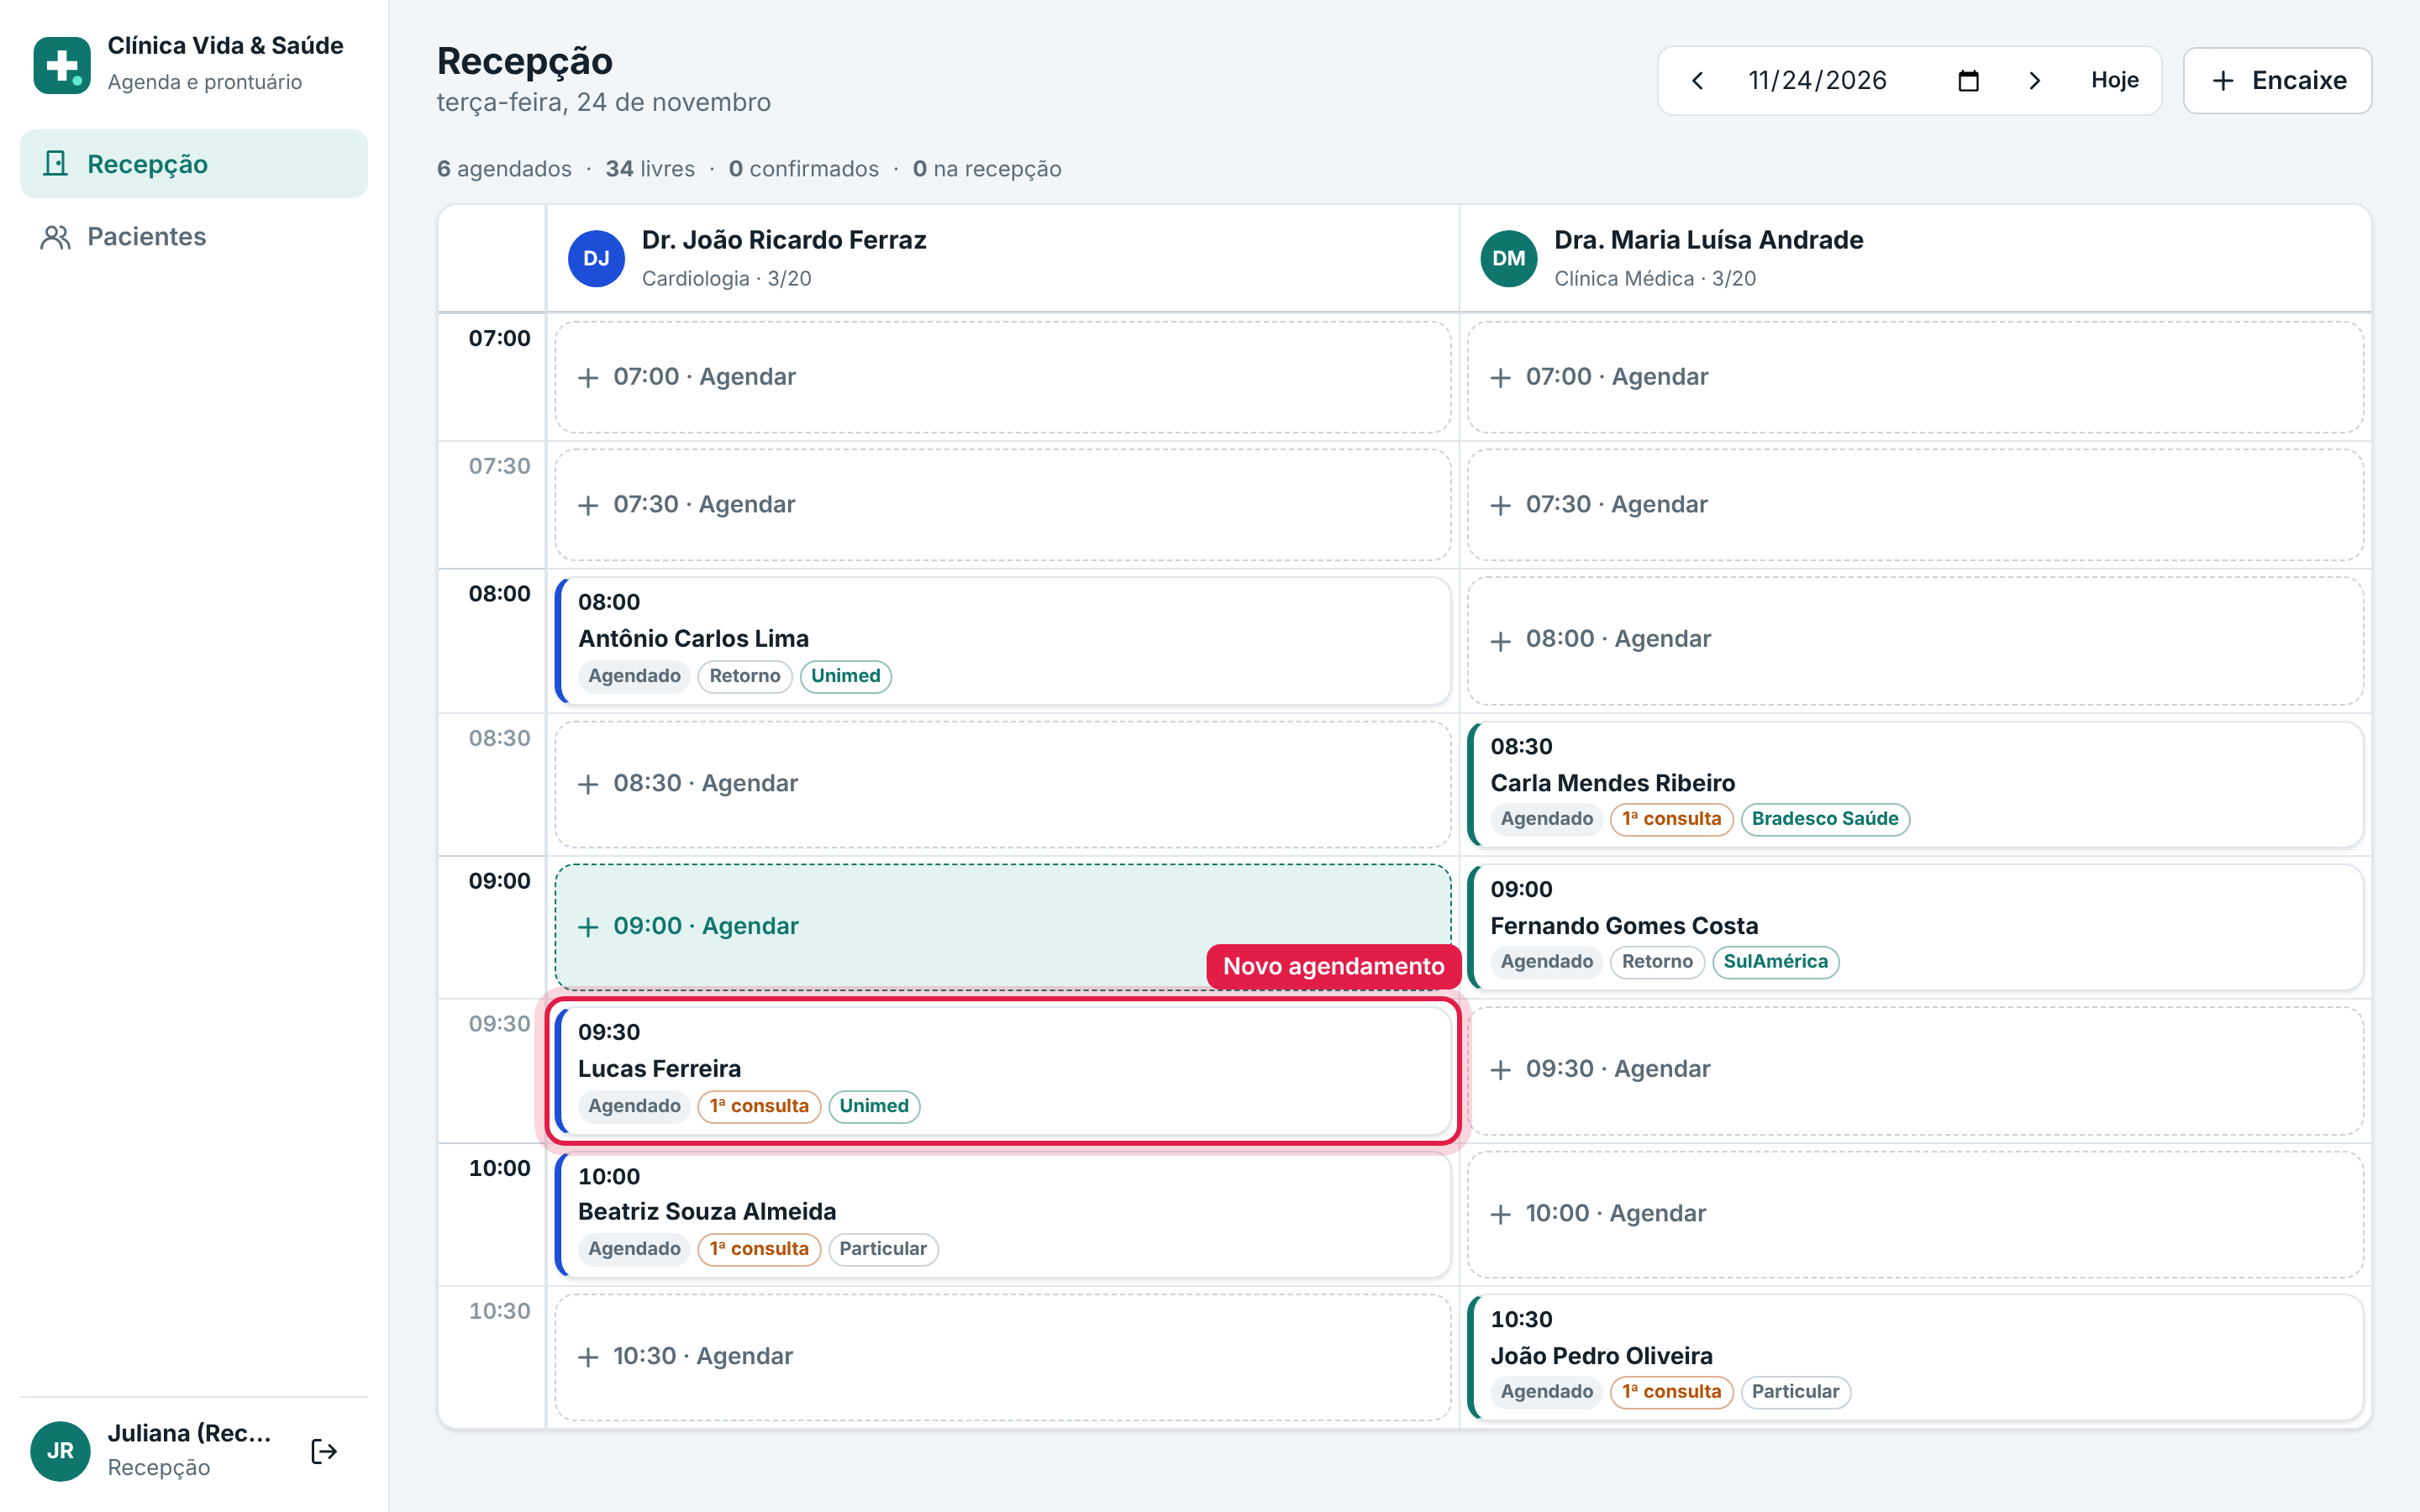 Clínica Vida & Saúde
Agenda e prontuário
Recepção
Pacientes
Juliana (Rec...
JR
Recepção
Recepção
terça-feira, 24 de novembro
11/24/2026
Hoje
Encaixe
6 agendados · 34 livres · 0 confirmados · 0 na recepção
DJ
Dr. João Ricardo Ferraz
Cardiologia · 3/20
DM
Dra. Maria Luísa Andrade
Clínica Médica · 3/20
07:00
+ 07:00 · Agendar
+ 07:00 · Agendar
07:30
+ 07:30 · Agendar
+ 07:30 · Agendar
08:00
08:00
Antônio Carlos Lima
Agendado Retorno Unimed
+ 08:00 · Agendar
08:30
+ 08:30 · Agendar
08:30
Carla Mendes Ribeiro
Agendado 1ª consulta Bradesco Saúde
09:00
+ 09:00 · Agendar
Novo agendamento
09:00
Fernando Gomes Costa
Agendado Retorno SulAmérica
09:30
09:30
Lucas Ferreira
Agendado 1ª consulta Unimed
+ 09:30 · Agendar
10:00
10:00
Beatriz Souza Almeida
Agendado 1ª consulta Particular
+ 10:00 · Agendar
10:30
+ 10:30 · Agendar
10:30
João Pedro Oliveira
Agendado 1ª consulta Particular